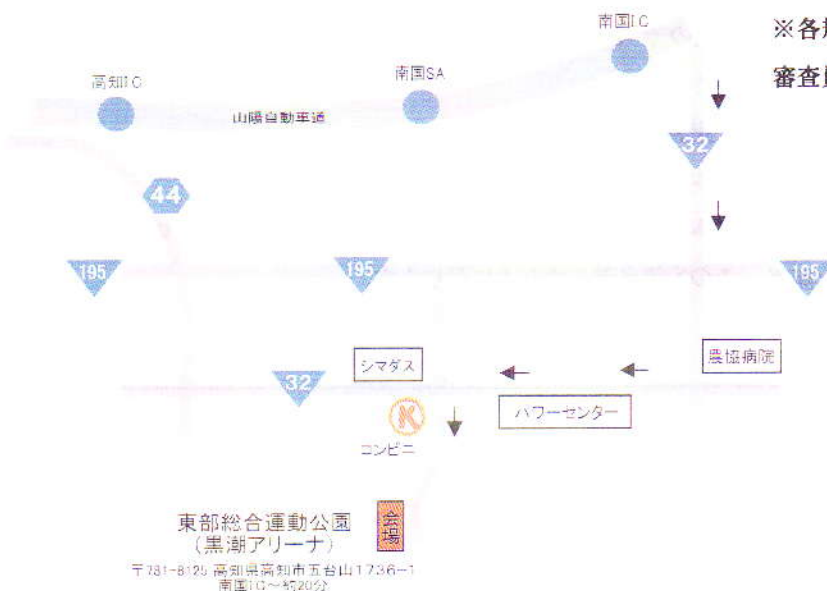 南国IC
※各
審査
高知IC
南国SA
山陽自動車道
32
44
195
195
195
シマダス
農協病院
32
パワーセンター
K
コンビニ
東部総合運動公園
(黒潮アリーナ)
会場
〒781-8125 高知県高知市五台山1736-1
南国IC～約20分